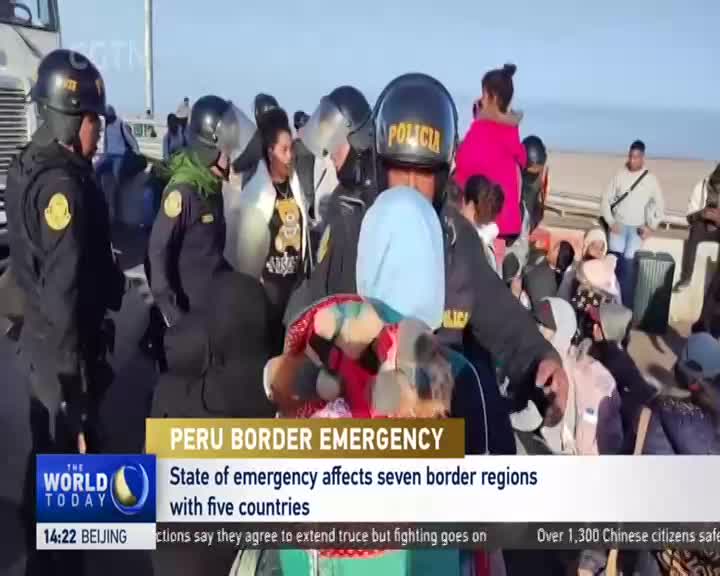 CGTN
POLICIA
POLICIA
PERU BORDER EMERGENCY
State of emergency affects seven border regions
with five countries
THE
WORLD
TODAY
14:22 BEIJING
ctions say they agree to extend truce but fighting goes on
Over 1,300 Chinese citizens safe